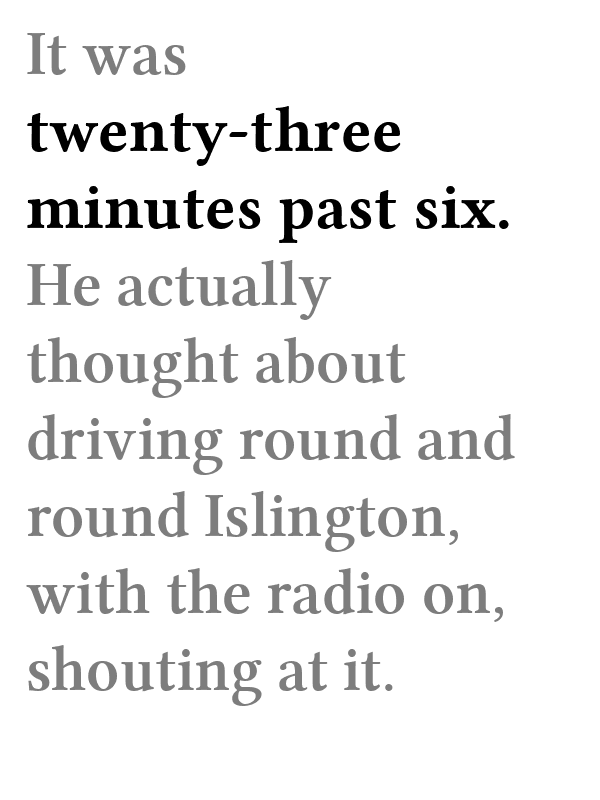 It was
twenty-three
minutes past six.
He actually
thought about
driving round and
round Islington,
with the radio on,
shouting at it.